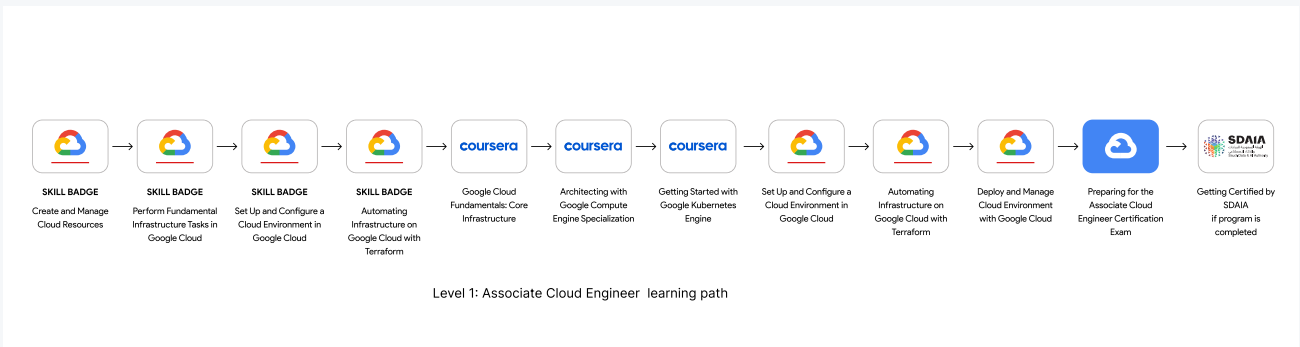 coursera
coursera
coursera
SDAIA
SKILL BADGE
Create and Manage
Cloud Resources
SKILL BADGE
Perform Fundamental
Infrastructure Tasks in
Google Cloud
SKILL BADGE
Set Up and Configure a
Cloud Environment in
Google Cloud
SKILL BADGE
Automating
Infrastructure on
Google Cloud with
Terraform
Google Cloud
Fundamentals: Core
Infrastructure
Architecting with
Google Compute
Engine Specialization
Getting Started with
Google Kubernetes
Engine
Set Up and Configure a
Cloud Environment in
Google Cloud
Automating
Infrastructure on
Google Cloud with
Terraform
Deploy and Manage
Cloud Environment
with Google Cloud
Preparing for the
Associate Cloud
Engineer Certification
Exam
Getting Certified by
SDAIA
if program is
completed
Level 1: Associate Cloud Engineer  learning path